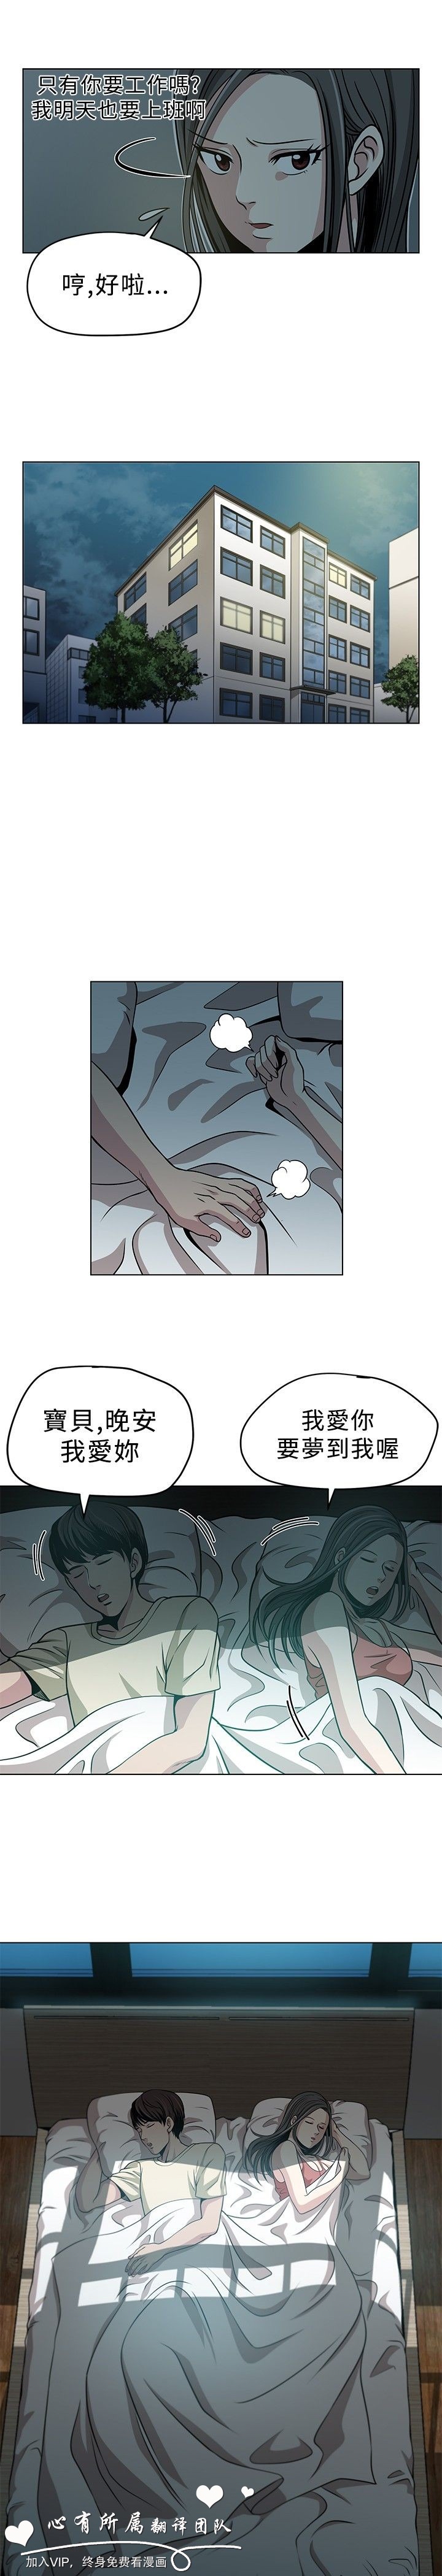 只有你要工作嗎?
我明天也要上班啊
哼,好啦...
寶貝,晚安
我愛妳
我愛你
要夢到我喔
心有所属翻译团队
加入VIP，终身免费看漫画